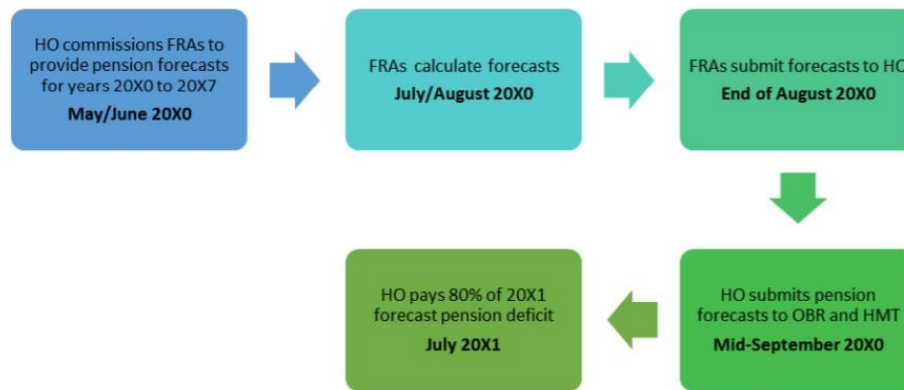 HO commissions FRAs to
provide pension forecasts
for years 20X0 to 20X7
May/June 20X0
FRAs calculate forecasts
July/August 20X0
FRAs submit forecasts to HO
End of August 20X0
HO submits pension
forecasts to OBR and HMT
Mid-September 20X0
HO pays 80% of 20X1
forecast pension deficit
July 20X1